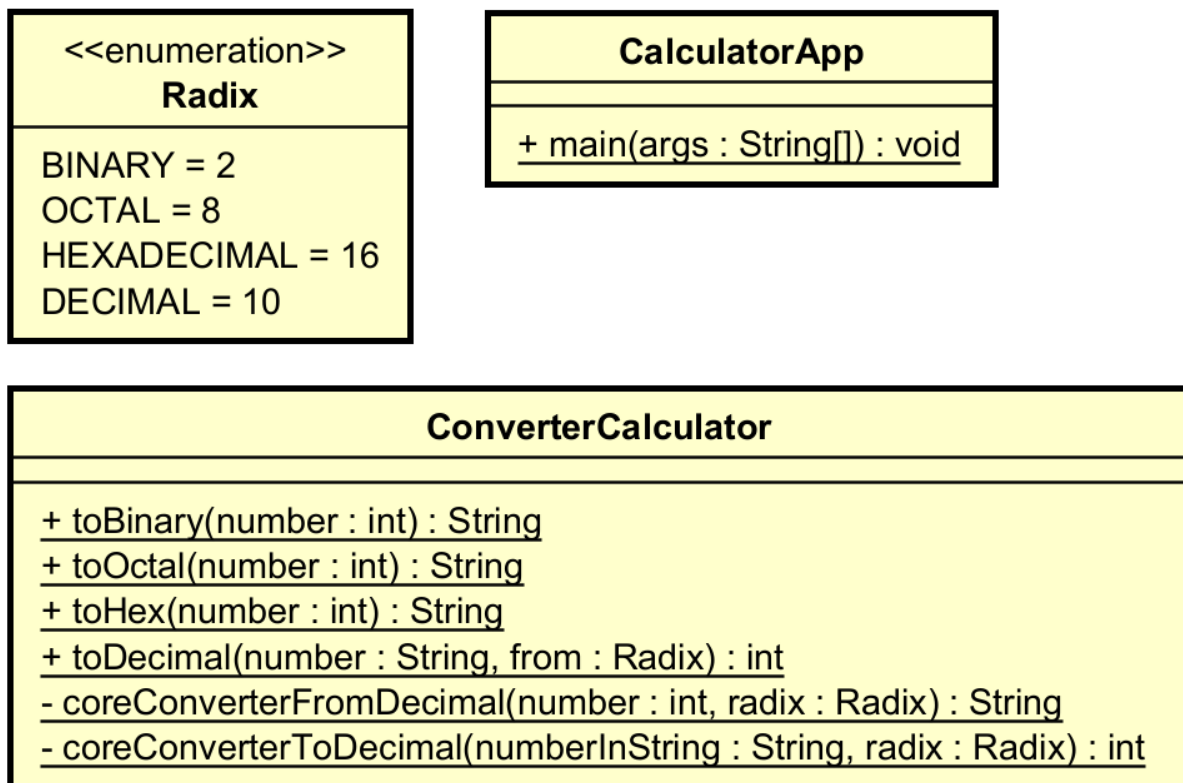 <<enumeration>>
Radix
BINARY = 2
OCTAL = 8
HEXADECIMAL = 16
DECIMAL = 10
CalculatorApp
+ main(args : String[]) : void
ConverterCalculator
+ toBinary(number : int) : String
+ toOctal(number : int) : String
+ toHex(number : int) : String
+ toDecimal(number : String, from : Radix) : int
- coreConverterFromDecimal(number : int, radix : Radix) : String
- coreConverterToDecimal(numberInString : String, radix : Radix) : int